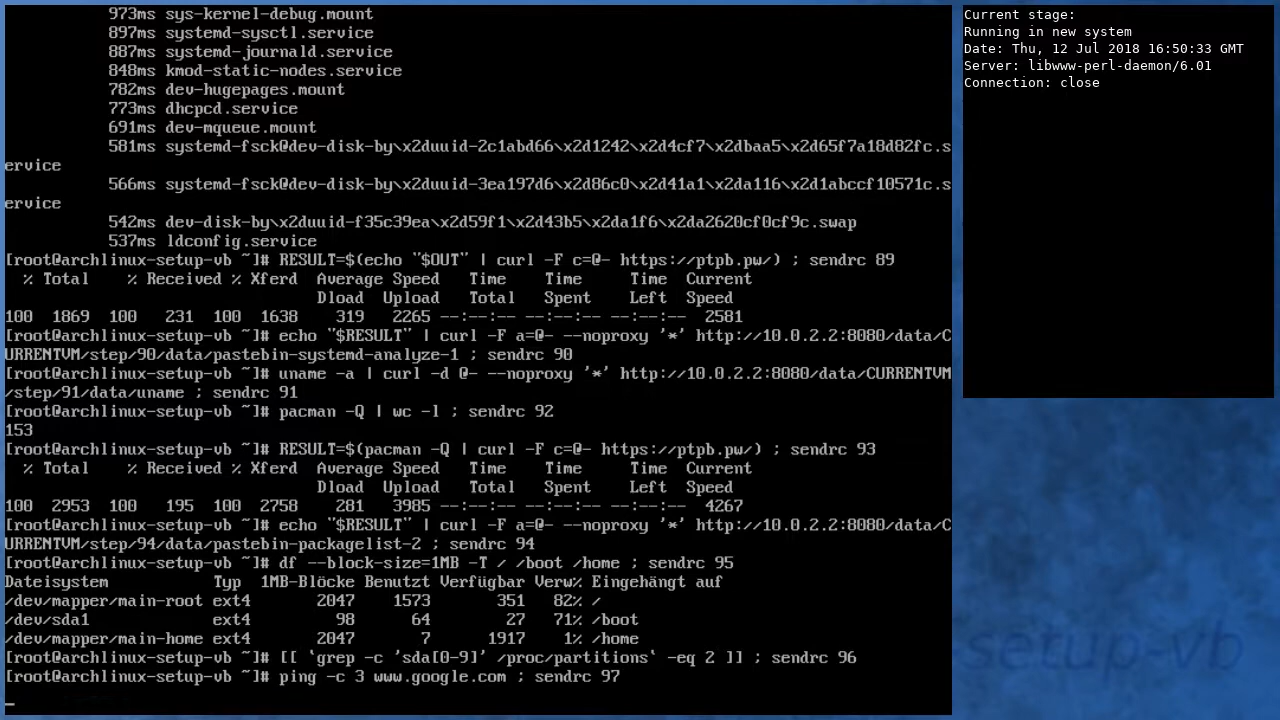 973ms sys-kernel-debug.mount
897ms systemd-sysctl.service
887ms systemd-journald.service
848ms kmod-static-nodes.service
782ms dev-hugepages.mount
773ms dhcpcd.service
691ms dev-mqueue.mount
581ms systemd-fsck@dev-disk-by\x2duuid-2c1abd66\x2d1242\x2d4cf7\x2dbaa5\x2d65f7a18d82fc.s
ervice
566ms systemd-fsck@dev-disk-by\x2duuid-3ea197d6\x2d86c0\x2d41a1\x2da116\x2d1abccf10571c.s
ervice
542ms dev-disk-by\x2duuid-f35c39ea\x2d59f1\x2d43b5\x2da1f6\x2da2620cf0cf9c.swap
537ms ldconfig.service
[root@archlinux-setup-vb ~]# RESULT=$(echo "$OUT" | curl -F c=@- https://ptpb.pw/) ; sendrc 89
% Total % Received % Xferd Average Speed Time Time Time Current
Dload Upload Total Spent Left Speed
100 1869 100 231 100 1638 319 2265 --:--:-- --:--:-- --:--:-- 2581
[root@archlinux-setup-vb ~]# echo "$RESULT" | curl -F a=@- --noproxy '*' http://10.0.2.2:8080/data/C
URRENTVM/step/90/data/pastebin-systemd-analyze-1 ; sendrc 90
[root@archlinux-setup-vb ~]# uname -a | curl -d @- --noproxy '*' http://10.0.2.2:8080/data/CURRENTVM
/step/91/data/uname ; sendrc 91
[root@archlinux-setup-vb ~]# pacman -Q | wc -l ; sendrc 92
153
[root@archlinux-setup-vb ~]# RESULT=$(pacman -Q | curl -F c=@- https://ptpb.pw/) ; sendrc 93
% Total % Received % Xferd Average Speed Time Time Time Current
Dload Upload Total Spent Left Speed
100 2953 100 195 100 2758 281 3985 --:--:-- --:--:-- --:--:-- 4267
[root@archlinux-setup-vb ~]# echo "$RESULT" | curl -F a=@- --noproxy '*' http://10.0.2.2:8080/data/C
URRENTVM/step/94/data/pastebin-packagelist-2 ; sendrc 94
[root@archlinux-setup-vb ~]# df --block-size=1MB -T / /boot /home ; sendrc 95
Dateisystem Typ 1MB-Blöcke Benutzt Verfügbar Verw% Eingehängt auf
/dev/mapper/main-root ext4 2047 1573 351 82% /
/dev/sda1 ext4 98 64 27 71% /boot
/dev/mapper/main-home ext4 2047 7 1917 1% /home
[root@archlinux-setup-vb ~]# [[ `grep -c 'sda[0-9]' /proc/partitions` -eq 2 ]] ; sendrc 96
[root@archlinux-setup-vb ~]# ping -c 3 www.google.com ; sendrc 97
_
Current stage:
Running in new system
Date: Thu, 12 Jul 2018 16:50:33 GMT
Server: libwww-perl-daemon/6.01
Connection: close
setup-vb